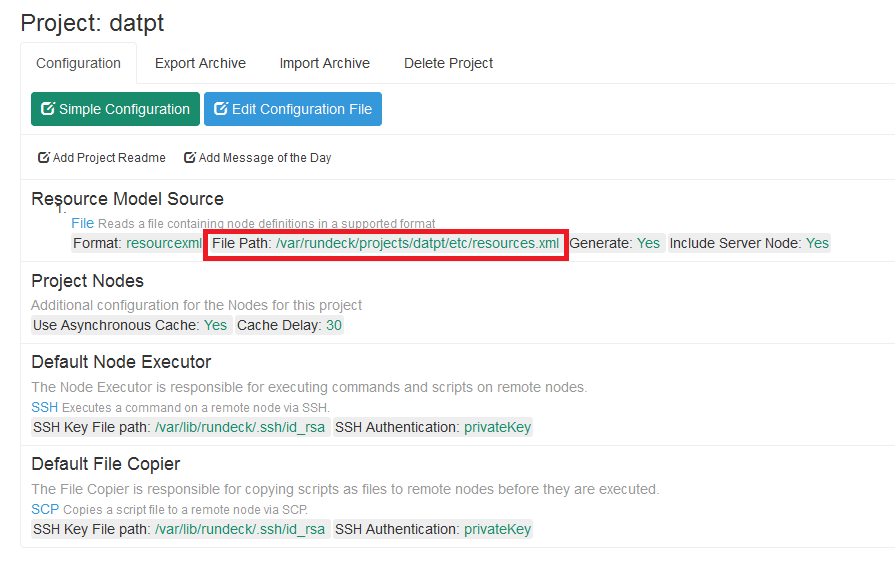 Project: datpt
Configuration Export Archive Import Archive Delete Project
Simple Configuration Edit Configuration File
Add Project Readme Add Message of the Day
Resource Model Source
1.
File Reads a file containing node definitions in a supported format
Format: resourcexml File Path: /var/rundeck/projects/datpt/etc/resources.xml Generate: Yes Include Server Node: Yes
Project Nodes
Additional configuration for the Nodes for this project
Use Asynchronous Cache: Yes Cache Delay: 30
Default Node Executor
The Node Executor is responsible for executing commands and scripts on remote nodes.
SSH Executes a command on a remote node via SSH.
SSH Key File path: /var/lib/rundeck/.ssh/id_rsa SSH Authentication: privateKey
Default File Copier
The File Copier is responsible for copying scripts as files to remote nodes before they are executed.
SCP Copies a script file to a remote node via SCP.
SSH Key File path: /var/lib/rundeck/.ssh/id_rsa SSH Authentication: privateKey